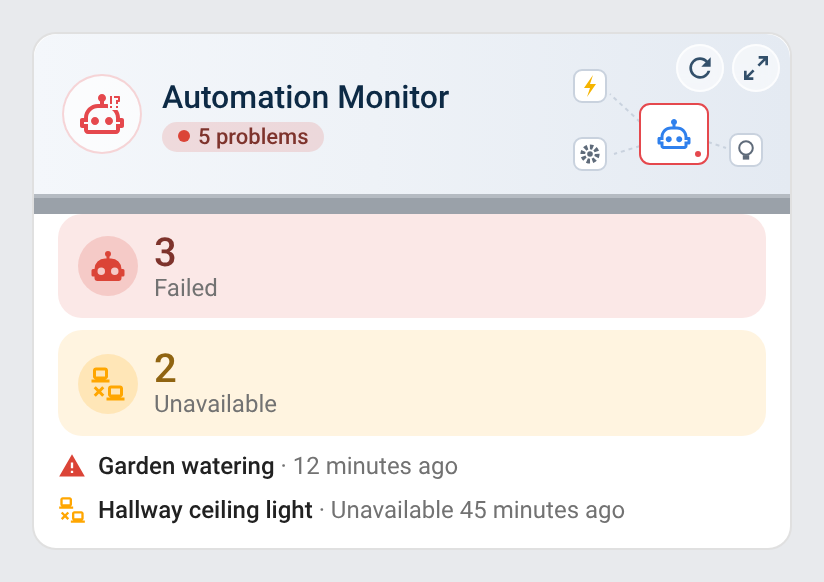 Automation Monitor
5 problems
3
Failed
2
Unavailable
Garden watering · 12 minutes ago
Hallway ceiling light · Unavailable 45 minutes ago